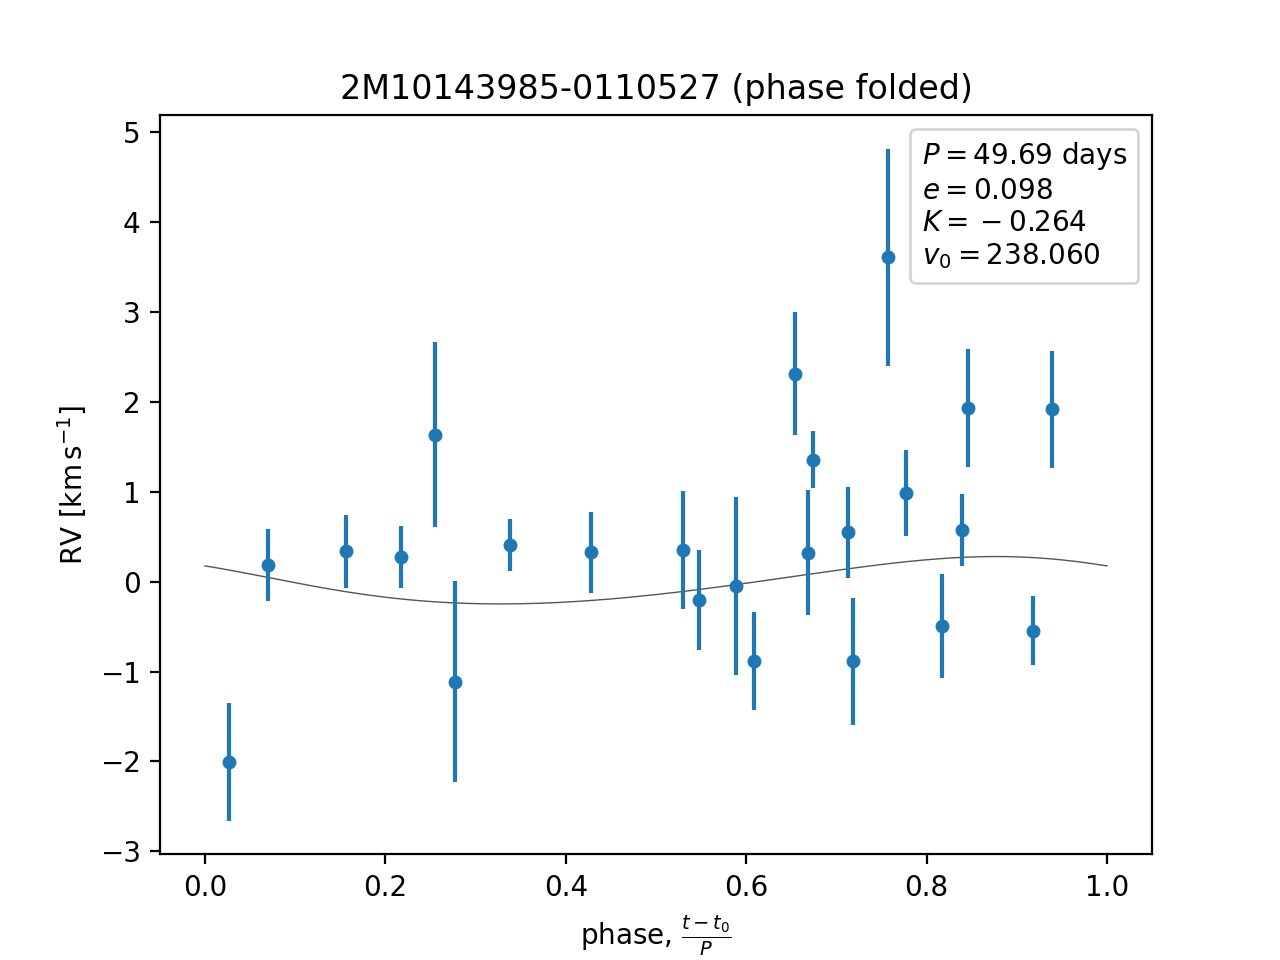 2M10143985-0110527 (phase folded)
P = 49.69 days
e = 0.098
K = −0.264
v₀ = 238.060
RV [km s⁻¹]
5
4
3
2
1
0
−1
−2
−3
0.0 0.2 0.4 0.6 0.8 1.0
phase, (t − t₀)/P